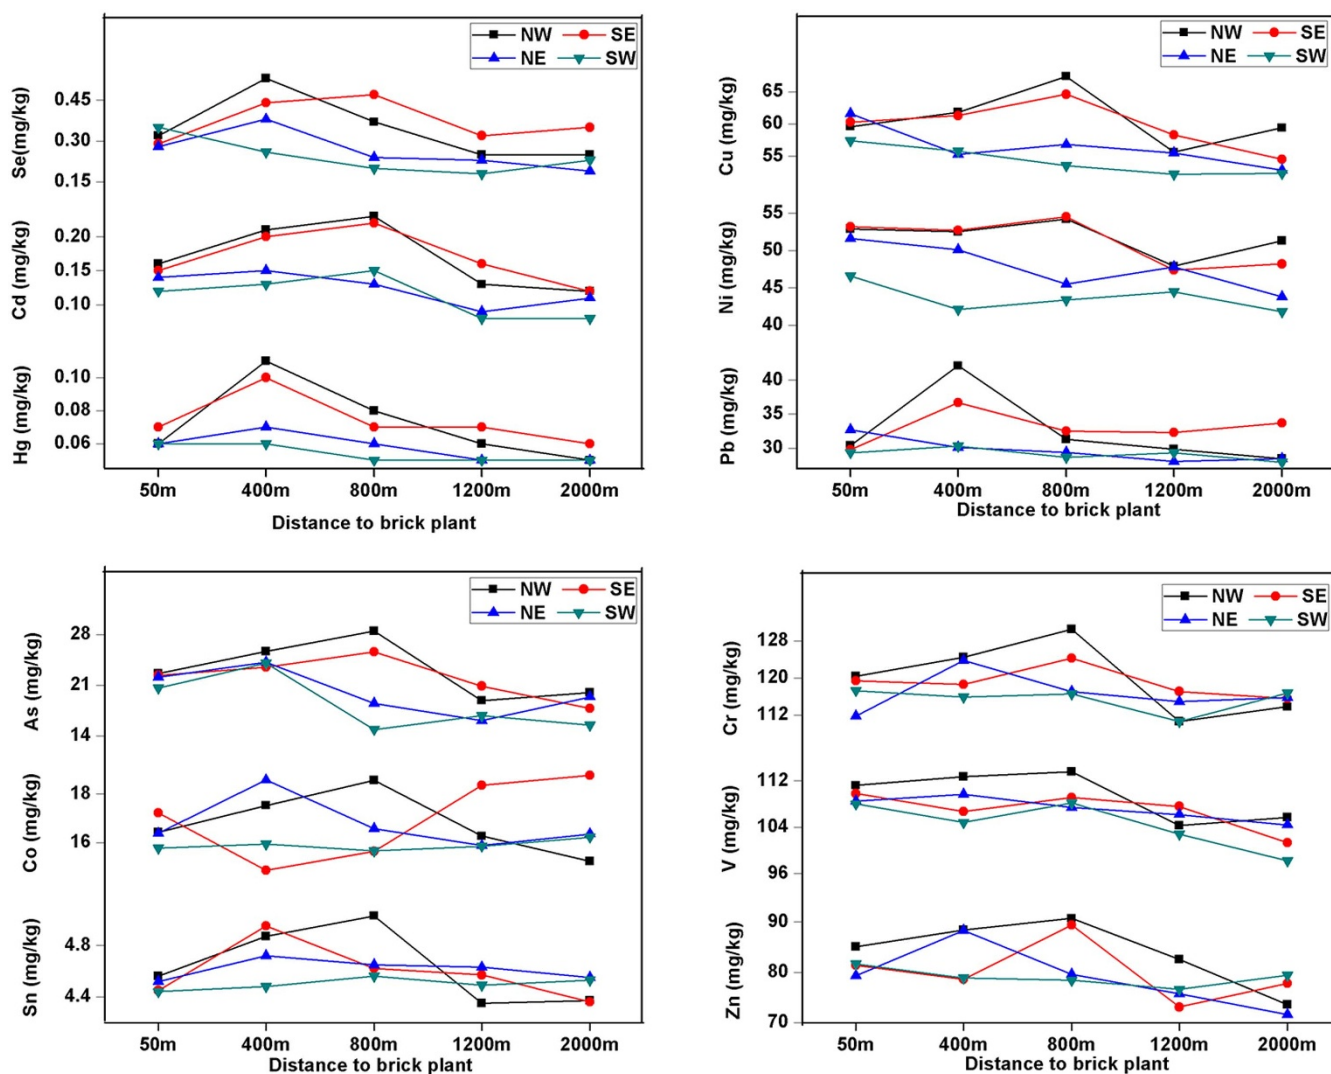 NW SE
NE SW
Se(mg/kg)
0.45
0.30
0.15
Cd (mg/kg)
0.20
0.15
0.10
Hg (mg/kg)
0.10
0.08
0.06
50m 400m 800m 1200m 2000m
Distance to brick plant
NW SE
NE SW
Cu (mg/kg)
65
60
55
Ni (mg/kg)
55
50
45
40
Pb (mg/kg)
40
35
30
50m 400m 800m 1200m 2000m
Distance to brick plant
NW SE
NE SW
As (mg/kg)
28
21
14
Co (mg/kg)
18
16
Sn (mg/kg)
4.8
4.4
50m 400m 800m 1200m 2000m
Distance to brick plant
NW SE
NE SW
Cr (mg/kg)
128
120
112
V (mg/kg)
112
104
96
Zn (mg/kg)
90
80
70
50m 400m 800m 1200m 2000m
Distance to brick plant